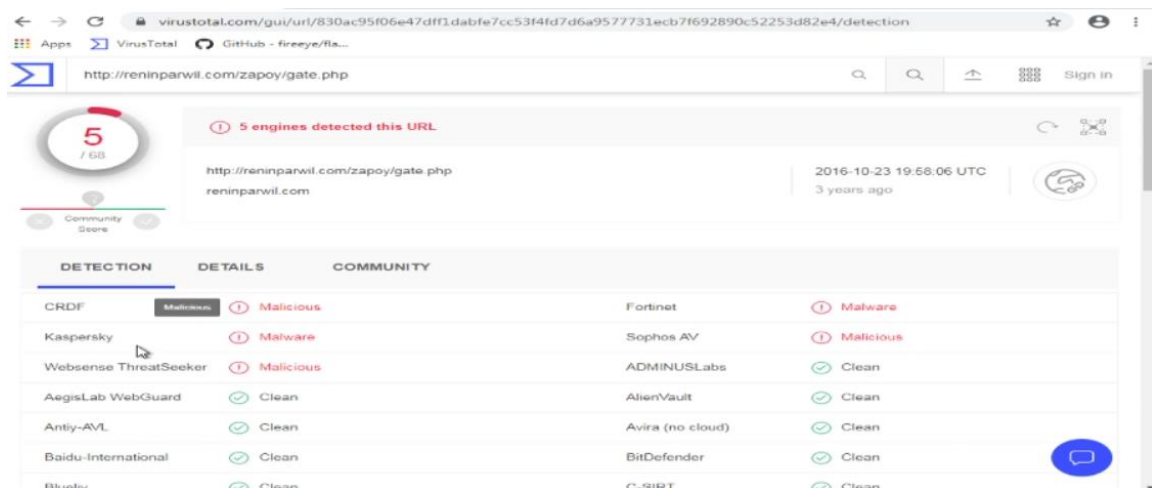 virustotal.com/gui/url/830ac95f06e47dff1dabfe7cc53f4fd7d6a9577731ecb7f692890c52253d82e4/detection
Apps VirusTotal GitHub - fireeye/fla...
http://reninparwil.com/zapoy/gate.php Sign in
5
/ 68
5 engines detected this URL
http://reninparwil.com/zapoy/gate.php
reninparwil.com
2016-10-23 19:58:06 UTC
3 years ago
?
Community
Score
DETECTION DETAILS COMMUNITY
CRDF Malicious Malicious Fortinet Malware
Kaspersky Malware Sophos AV Malicious
Websense ThreatSeeker Malicious ADMINUSLabs Clean
AegisLab WebGuard Clean AlienVault Clean
Antiy-AVL Clean Avira (no cloud) Clean
Baidu-International Clean BitDefender Clean
Blueliv Clean C-SIRT Clean